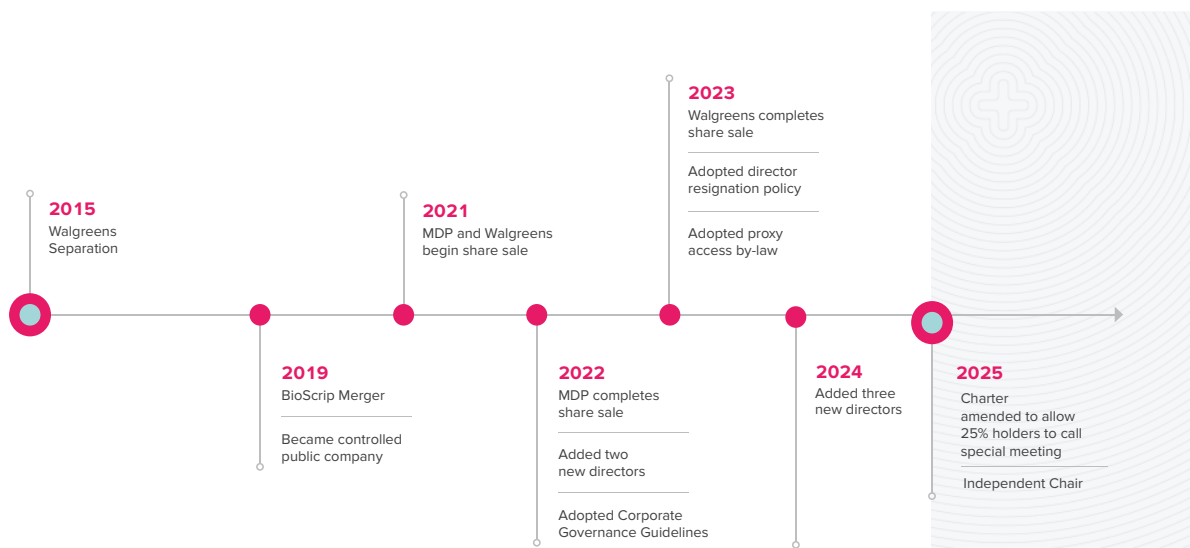 2015
Walgreens
Separation
2019
BioScrip Merger
Became controlled
public company
2021
MDP and Walgreens
begin share sale
2022
MDP completes
share sale
Added two
new directors
Adopted Corporate
Governance Guidelines
2023
Walgreens completes
share sale
Adopted director
resignation policy
Adopted proxy
access by-law
2024
Added three
new directors
2025
Charter
amended to allow
25% holders to call
special meeting
Independent Chair